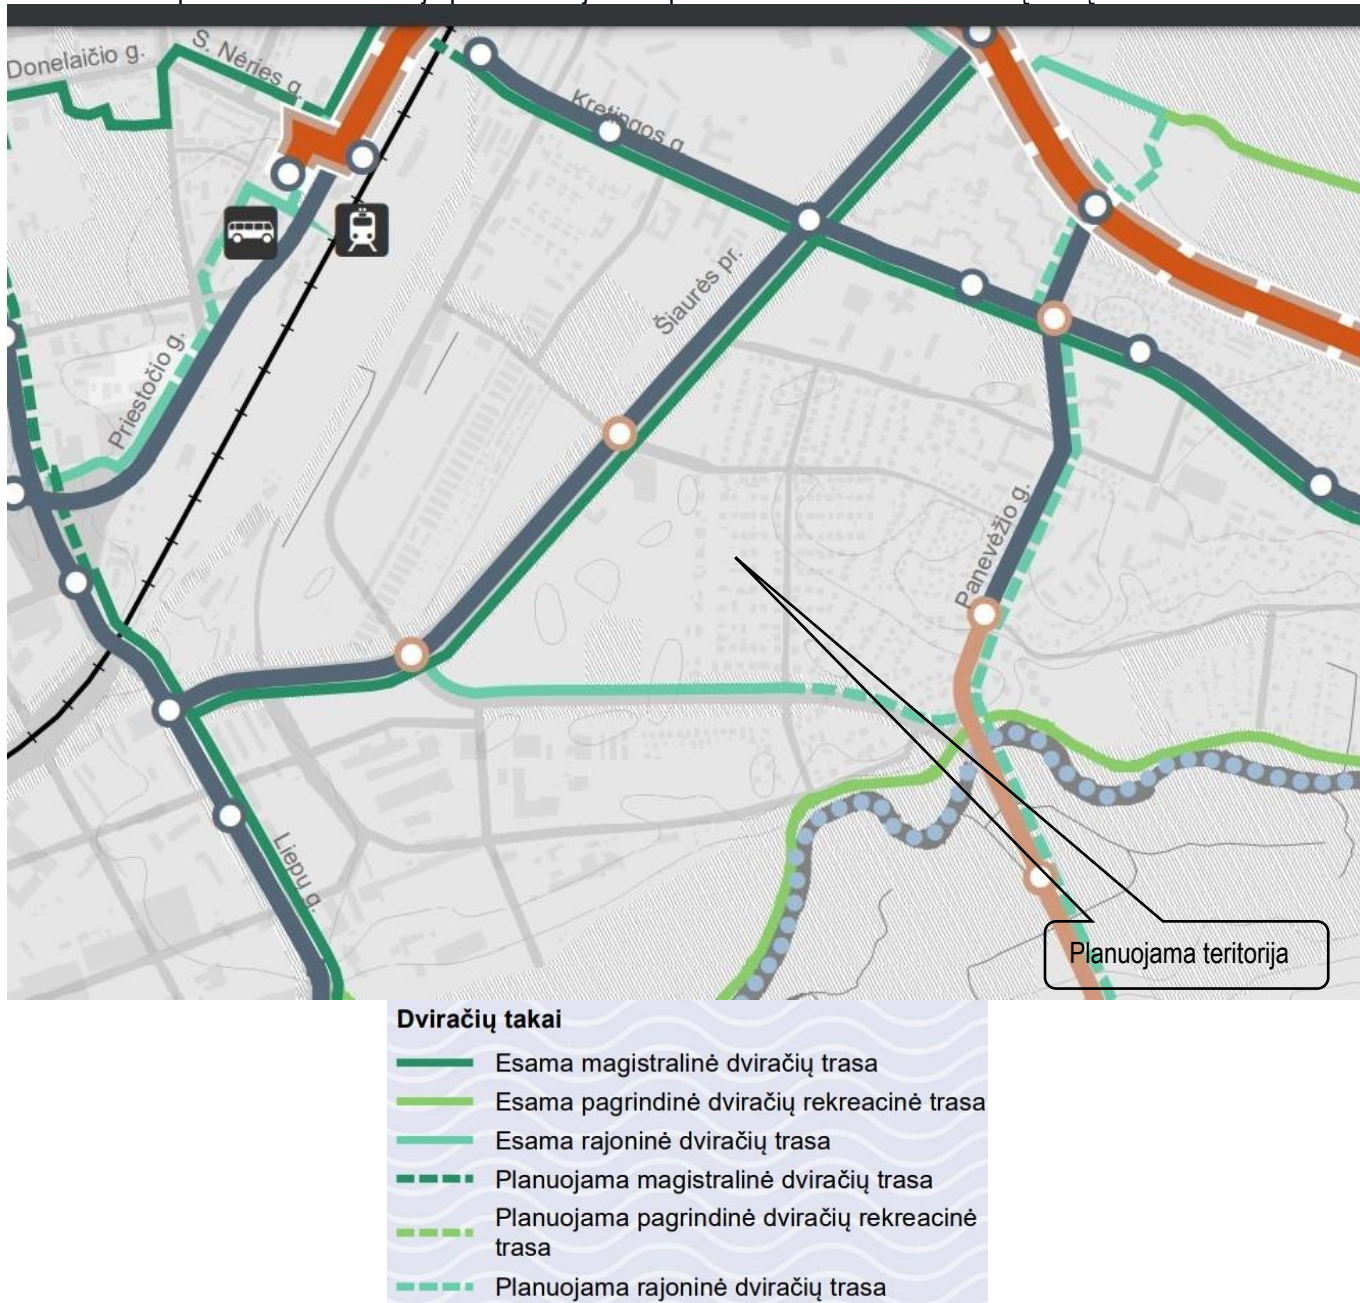 Donelaičio g.
S. Nėries g.
Kretingos g.
Šiaurės pr.
Priestočio g.
Panevėžio g.
Liepų g.
Planuojama teritorija
Dviračių takai
Esama magistralinė dviračių trasa
Esama pagrindinė dviračių rekreacinė trasa
Esama rajoninė dviračių trasa
Planuojama magistralinė dviračių trasa
Planuojama pagrindinė dviračių rekreacinė
trasa
Planuojama rajoninė dviračių trasa